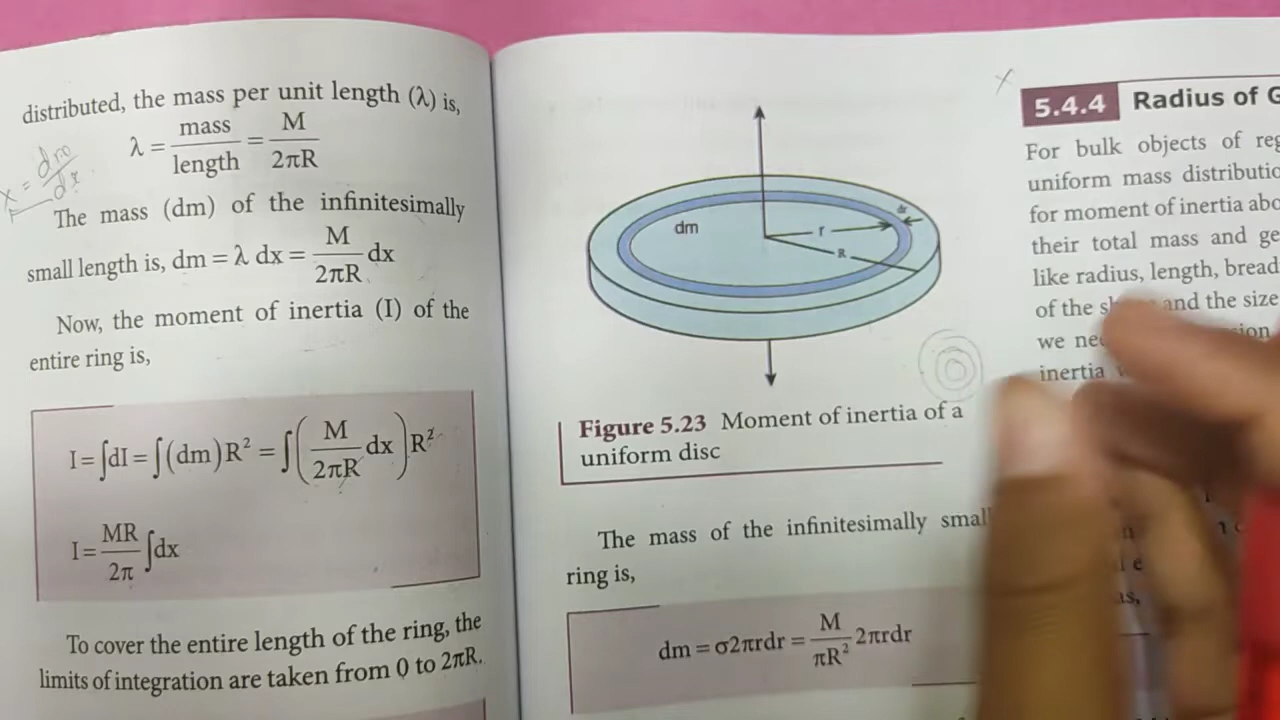 distributed, the mass per unit length (λ) is,
λ = mass/length = M/2πR
The mass (dm) of the infinitesimally
small length is, dm = λ dx = M/2πR dx
Now, the moment of inertia (I) of the
entire ring is,
I = ∫dI = ∫(dm)R² = ∫(M/2πR dx)R²
I = MR/2π ∫dx
To cover the entire length of the ring, the
limits of integration are taken from 0 to 2πR.
dm
r
dr
R
Figure 5.23 Moment of inertia of a
uniform disc
The mass of the infinitesimally small
ring is,
dm = σ2πrdr = M/πR² 2πrdr
5.4.4 Radius of G
For bulk objects of reg
uniform mass distributio
for moment of inertia abo
their total mass and ge
like radius, length, bread
of the and the size
we
inertia